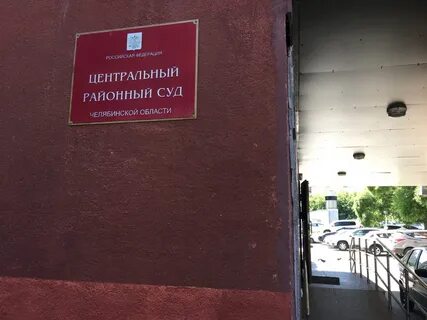 РОССИЙСКАЯ ФЕДЕРАЦИЯ
ЦЕНТРАЛЬНЫЙ
РАЙОННЫЙ СУД
ЧЕЛЯБИНСКОЙ ОБЛАСТИ